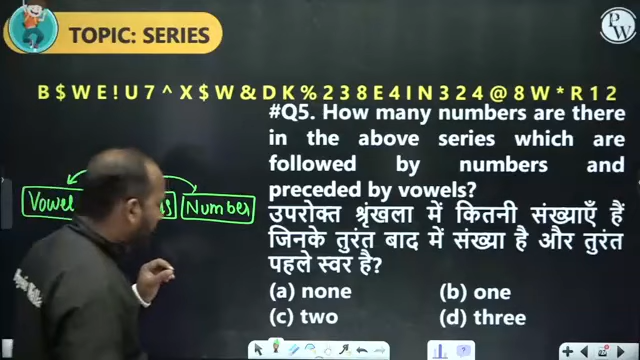 TOPIC: SERIES
PW
B $ W E ! U 7 ^ X $ W & D K % 2 3 8 E 4 I N 3 2 4 @ 8 W * R 1 2
#Q5. How many numbers are there
in the above series which are
followed by numbers and
preceded by vowels?
Vowel Number
उपरोक्त श्रृंखला में कितनी संख्याएँ हैं
जिनके तुरंत बाद में संख्या है और तुरंत
पहले स्वर है?
(a) none (b) one
(c) two (d) three